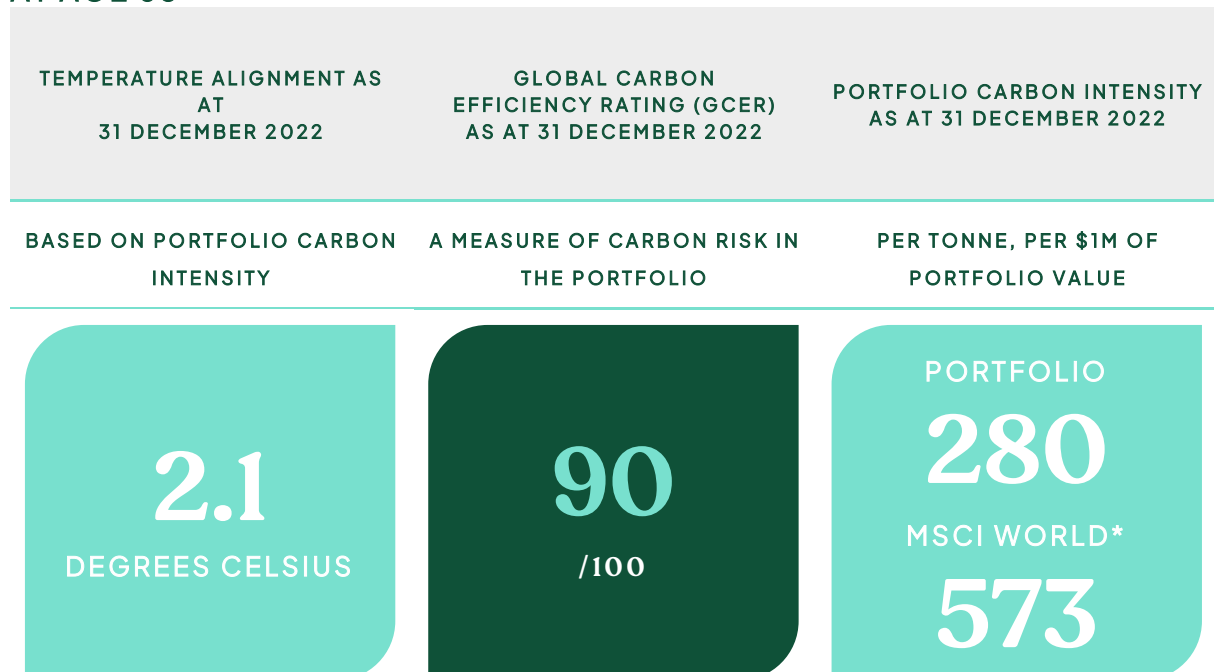 TEMPERATURE ALIGNMENT AS
AT
31 DECEMBER 2022
GLOBAL CARBON
EFFICIENCY RATING (GCER)
AS AT 31 DECEMBER 2022
PORTFOLIO CARBON INTENSITY
AS AT 31 DECEMBER 2022
BASED ON PORTFOLIO CARBON
INTENSITY
A MEASURE OF CARBON RISK IN
THE PORTFOLIO
PER TONNE, PER $1M OF
PORTFOLIO VALUE
2.1
DEGREES CELSIUS
90
/100
PORTFOLIO
280
MSCI WORLD*
573